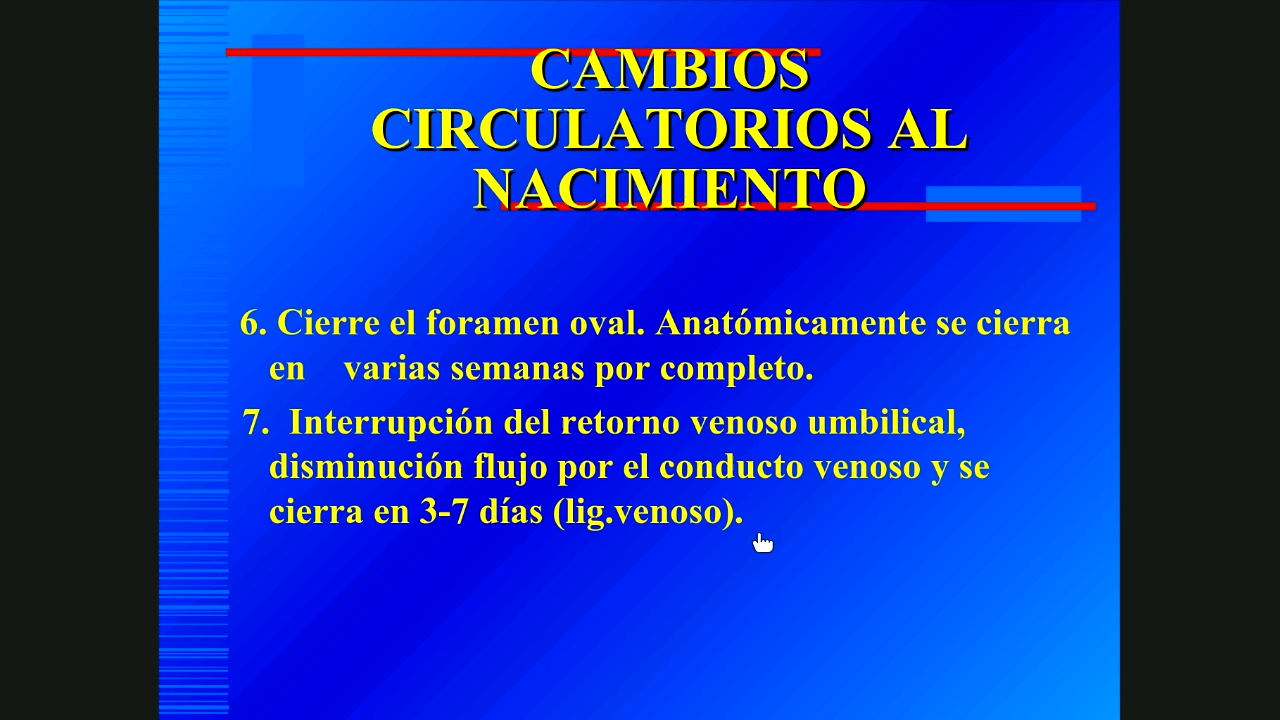 CAMBIOS
CIRCULATORIOS AL
NACIMIENTO
6. Cierre el foramen oval. Anatómicamente se cierra
en varias semanas por completo.
7. Interrupción del retorno venoso umbilical,
disminución flujo por el conducto venoso y se
cierra en 3-7 días (lig.venoso).